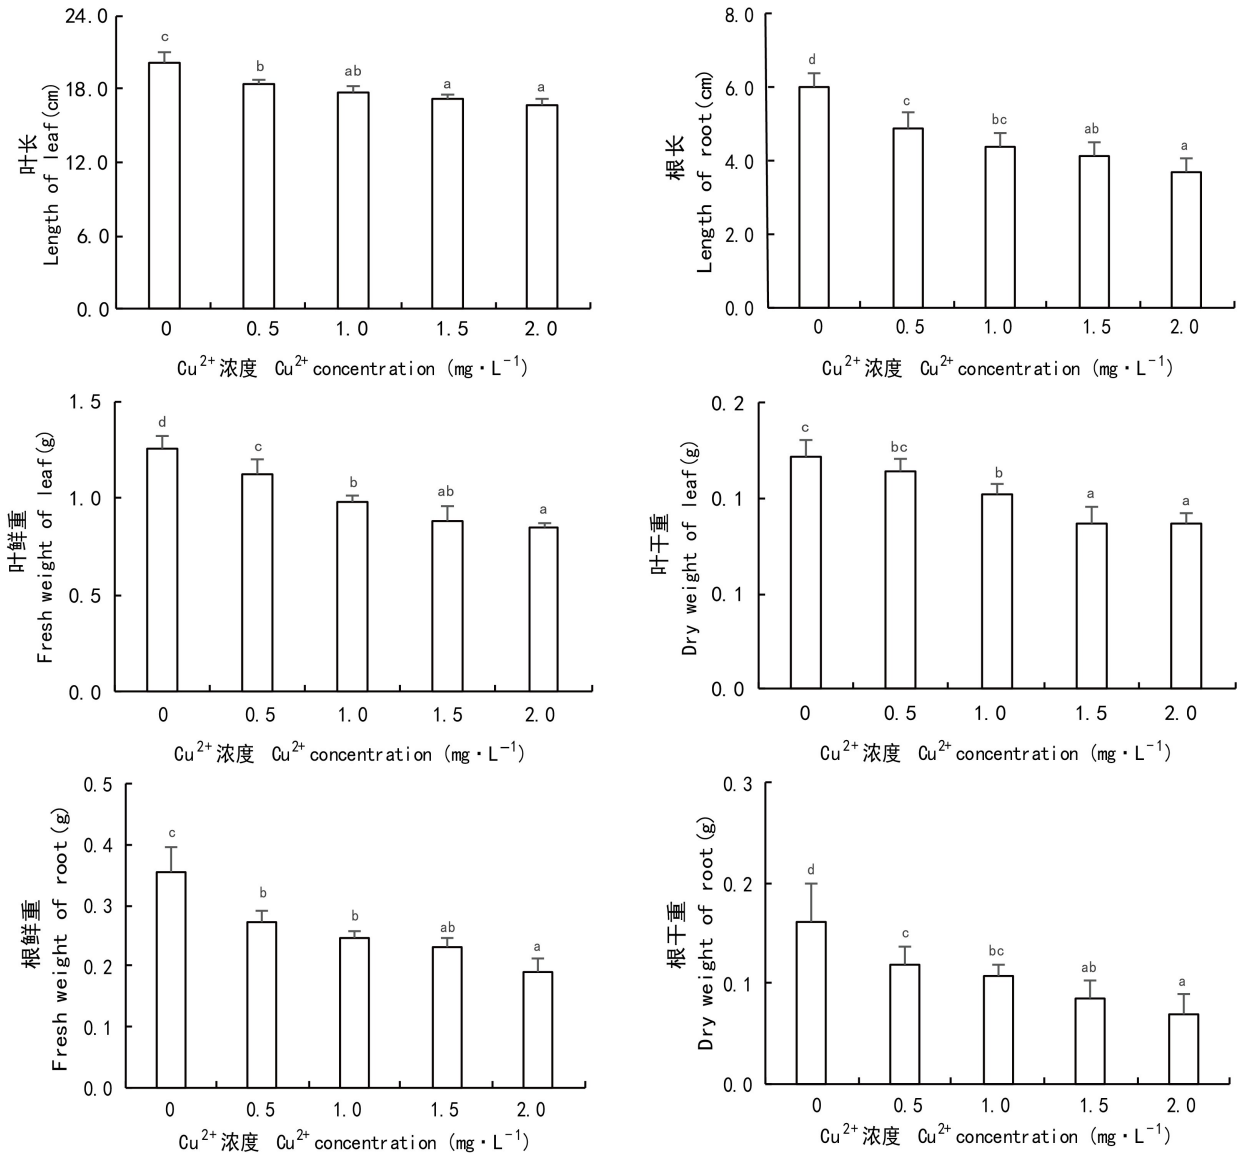 24.0
18.0
12.0
6.0
0.0
叶长
Length of leaf(cm)
c
b
ab
a
a
0 0.5 1.0 1.5 2.0
Cu²⁺浓度 Cu²⁺concentration (mg·L⁻¹)
8.0
6.0
4.0
2.0
0.0
根长
Length of root(cm)
d
c
bc
ab
a
0 0.5 1.0 1.5 2.0
Cu²⁺浓度 Cu²⁺concentration (mg·L⁻¹)
1.5
1.0
0.5
0.0
叶鲜重
Fresh weight of leaf(g)
d
c
b
ab
a
0 0.5 1.0 1.5 2.0
Cu²⁺浓度 Cu²⁺concentration (mg·L⁻¹)
0.2
0.1
0.1
0.0
叶干重
Dry weight of leaf(g)
c
bc
b
a
a
0 0.5 1.0 1.5 2.0
Cu²⁺浓度 Cu²⁺concentration (mg·L⁻¹)
0.5
0.4
0.3
0.2
0.1
0.0
根鲜重
Fresh weight of root(g)
c
b
b
ab
a
0 0.5 1.0 1.5 2.0
Cu²⁺浓度 Cu²⁺concentration (mg·L⁻¹)
0.3
0.2
0.1
0.0
根干重
Dry weight of root(g)
d
c
bc
ab
a
0 0.5 1.0 1.5 2.0
Cu²⁺浓度 Cu²⁺concentration (mg·L⁻¹)